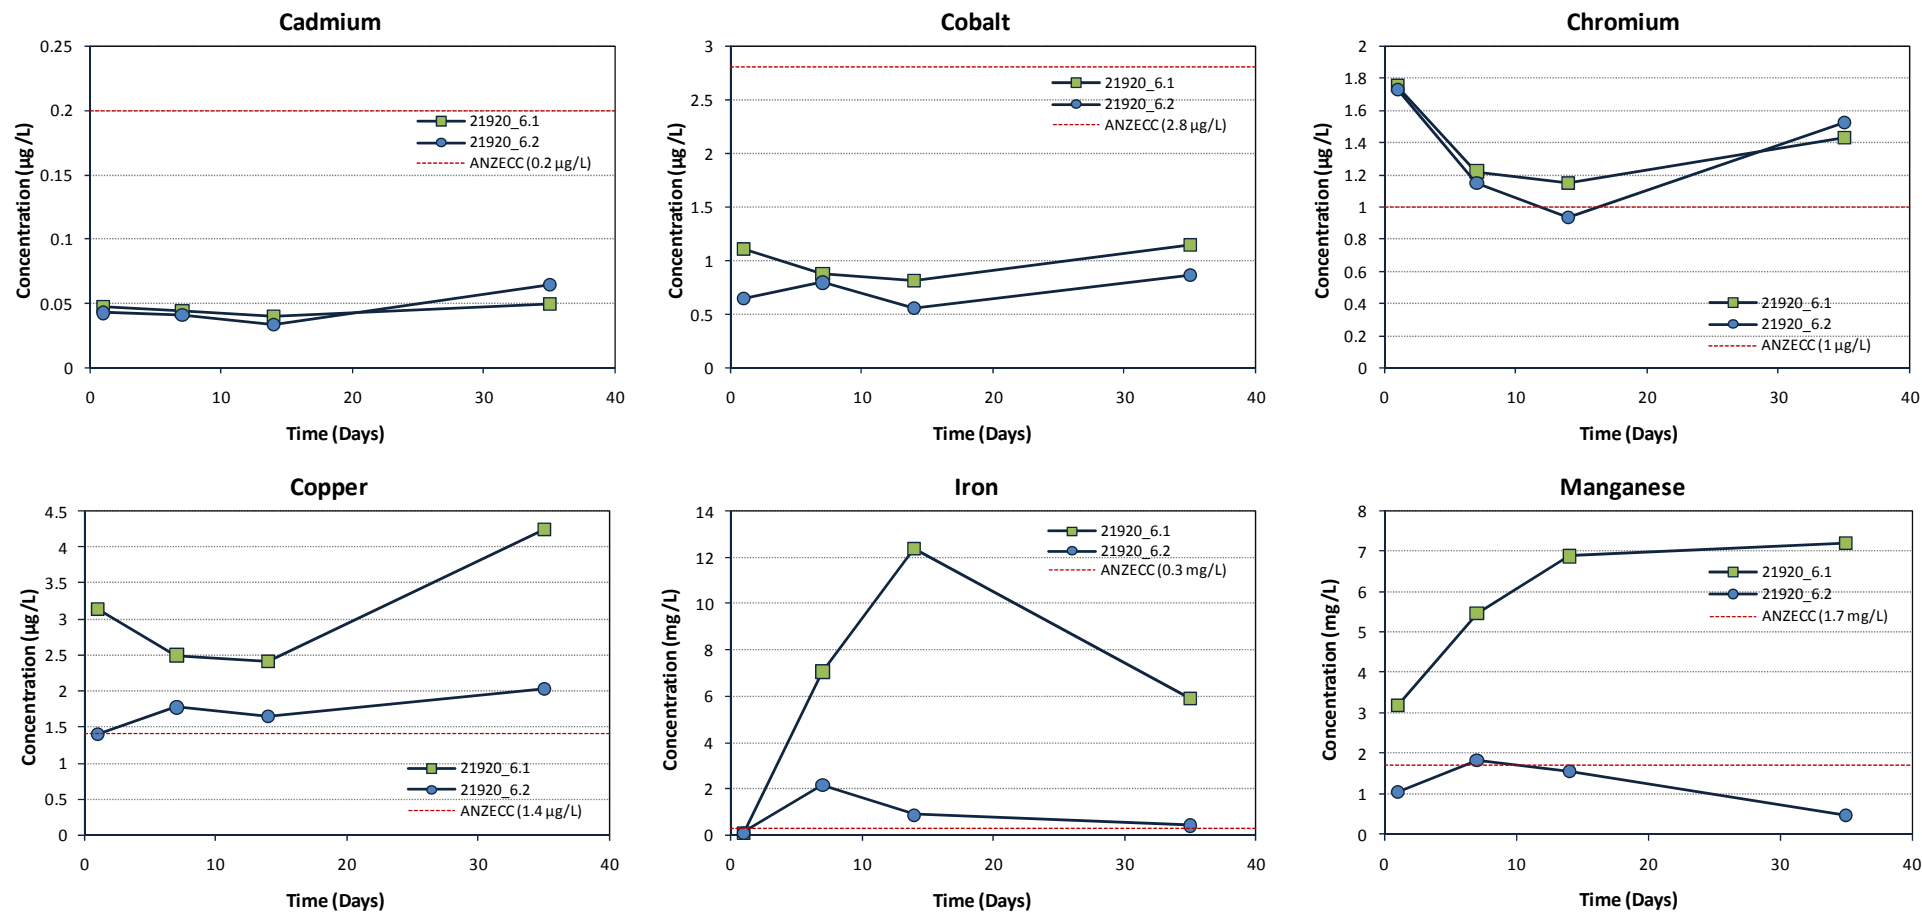 Cadmium
0.25
0.2
0.15
0.1
0.05
0
Concentration (µg /L)
21920_6.1
21920_6.2
ANZECC (0.2 µg/L)
0 10 20 30 40
Time (Days)
Cobalt
3
2.5
2
1.5
1
0.5
0
Concentration (µg /L)
21920_6.1
21920_6.2
ANZECC (2.8 µg/L)
0 10 20 30 40
Time (Days)
Chromium
2
1.8
1.6
1.4
1.2
1
0.8
0.6
0.4
0.2
0
Concentration (µg /L)
21920_6.1
21920_6.2
ANZECC (1 µg/L)
0 10 20 30 40
Time (Days)
Copper
4.5
4
3.5
3
2.5
2
1.5
1
0.5
0
Concentration (µg /L)
21920_6.1
21920_6.2
ANZECC (1.4 µg/L)
0 10 20 30 40
Time (Days)
Iron
14
12
10
8
6
4
2
0
Concentration (mg /L)
21920_6.1
21920_6.2
ANZECC (0.3 mg/L)
0 10 20 30 40
Time (Days)
Manganese
8
7
6
5
4
3
2
1
0
Concentration (mg /L)
21920_6.1
21920_6.2
ANZECC (1.7 mg/L)
0 10 20 30 40
Time (Days)